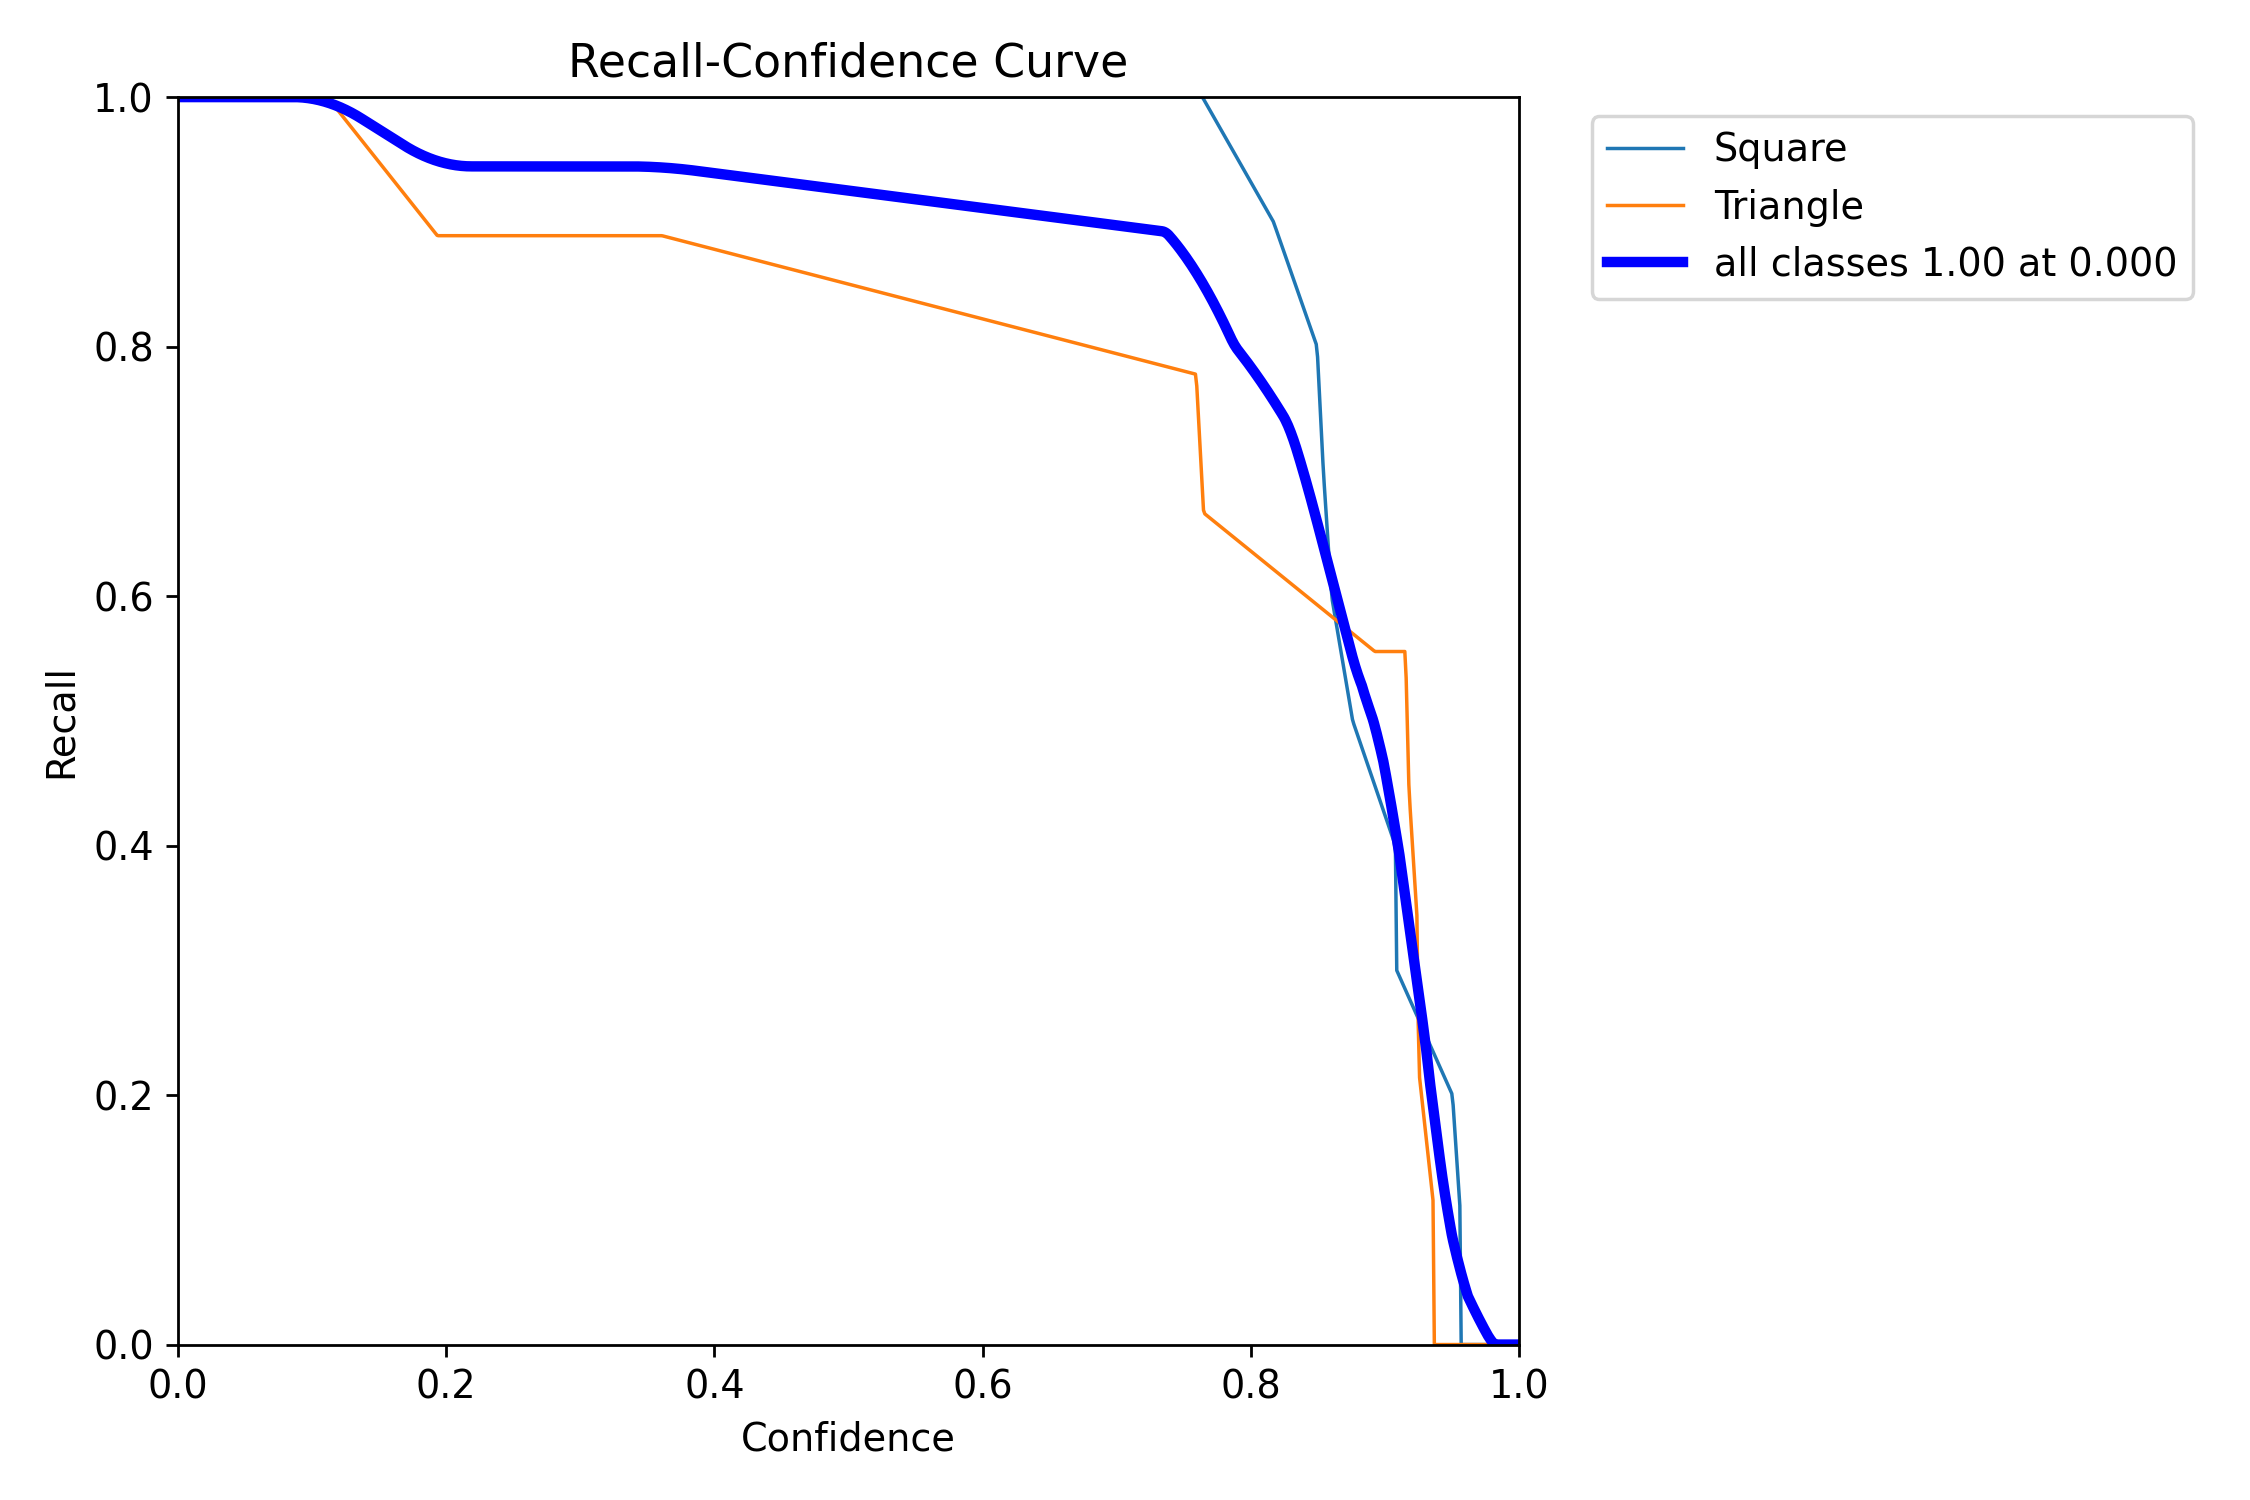 Recall-Confidence Curve
1.0
0.8
0.6
0.4
0.2
0.0
Recall
0.0 0.2 0.4 0.6 0.8 1.0
Confidence
Square
Triangle
all classes 1.00 at 0.000